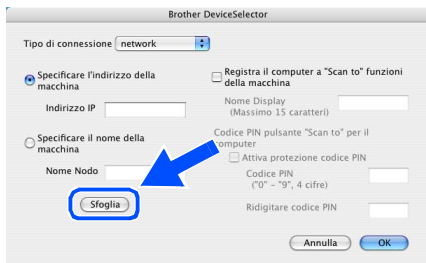 Brother DeviceSelector
Tipo di connessione network
Specificare l'indirizzo della
macchina
Indirizzo IP
Specificare il nome della
macchina
Nome Nodo
Sfoglia
Registra il computer a "Scan to" funzioni
della macchina
Nome Display
(Massimo 15 caratteri)
Codice PIN pulsante "Scan to" per il
computer
Attiva protezione codice PIN
Codice PIN
("0" – "9", 4 cifre)
Ridigitare codice PIN
Annulla
OK